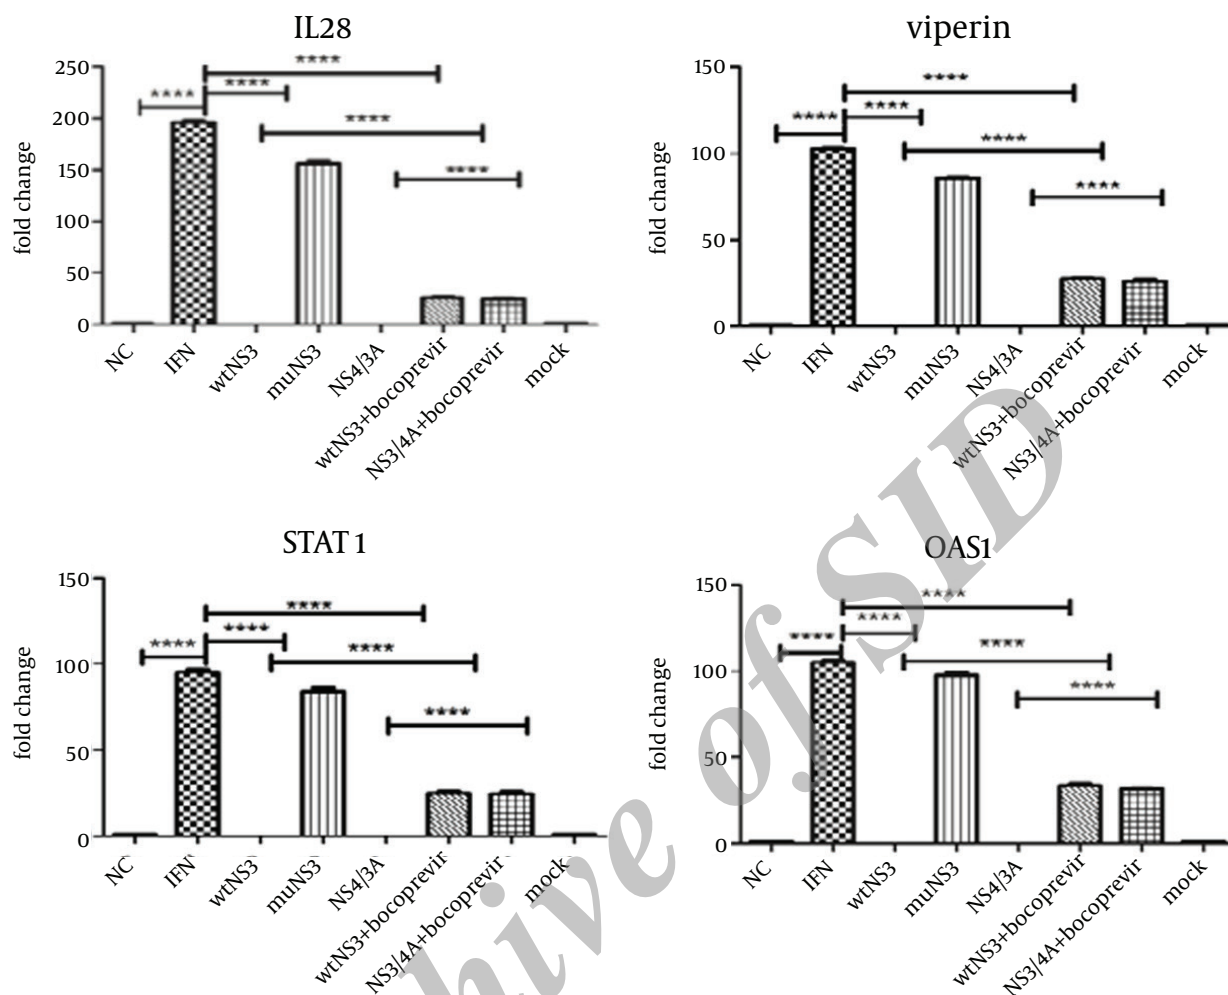 IL28
fold change
250
200
150
100
50
0
****
****
****
****
****
NC
IFN
wtNS3
muNS3
NS4/3A
wtNS3+bocoprevir
NS3/4A+bocoprevir
mock
viperin
fold change
150
100
50
0
****
****
****
****
****
NC
IFN
wtNS3
muNS3
NS4/3A
wtNS3+bocoprevir
NS3/4A+bocoprevir
mock
STAT 1
fold change
150
100
50
0
****
****
****
****
****
NC
IFN
wtNS3
muNS3
NS4/3A
wtNS3+bocoprevir
NS3/4A+bocoprevir
mock
OAS1
fold change
150
100
50
0
****
****
****
****
****
NC
IFN
wtNS3
muNS3
NS4/3A
wtNS3+bocoprevir
NS3/4A+bocoprevir
mock
hive of SID